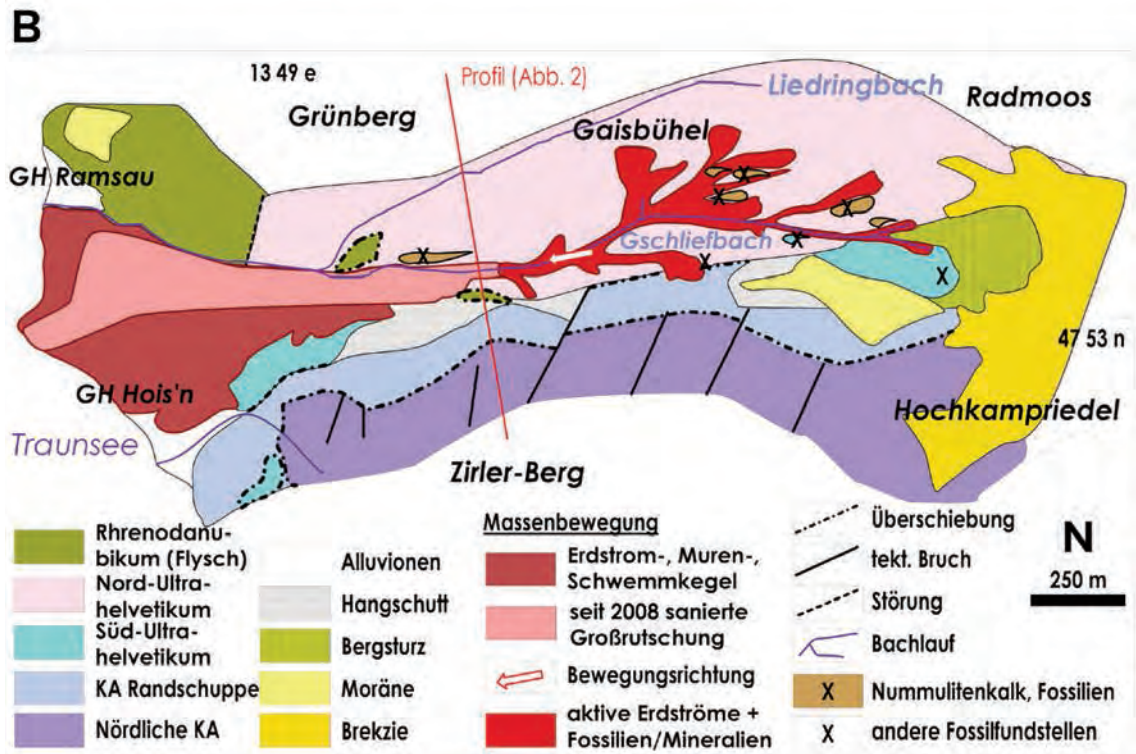 B
13 49 e
Profil (Abb. 2)
Liedringbach
Radmoos
Grünberg
Gaisbühel
GH Ramsau
Gschliefbach
47 53 n
GH Hois'n
Hochkampriedel
Traunsee
Zirler-Berg
Rhrenodanu-
bikum (Flysch)
Nord-Ultra-
helvetikum
Süd-Ultra-
helvetikum
KA Randschuppe
Nördliche KA
Alluvionen
Hangschutt
Bergsturz
Moräne
Brekzie
Massenbewegung
Erdstrom-, Muren-,
Schwemmkegel
seit 2008 sanierte
Großrutschung
Bewegungsrichtung
aktive Erdströme +
Fossilien/Mineralien
Überschiebung
tekt. Bruch
Störung
Bachlauf
X Nummulitenkalk, Fossilien
X andere Fossilfundstellen
N
250 m
X
X
X
X
X
X
X
X